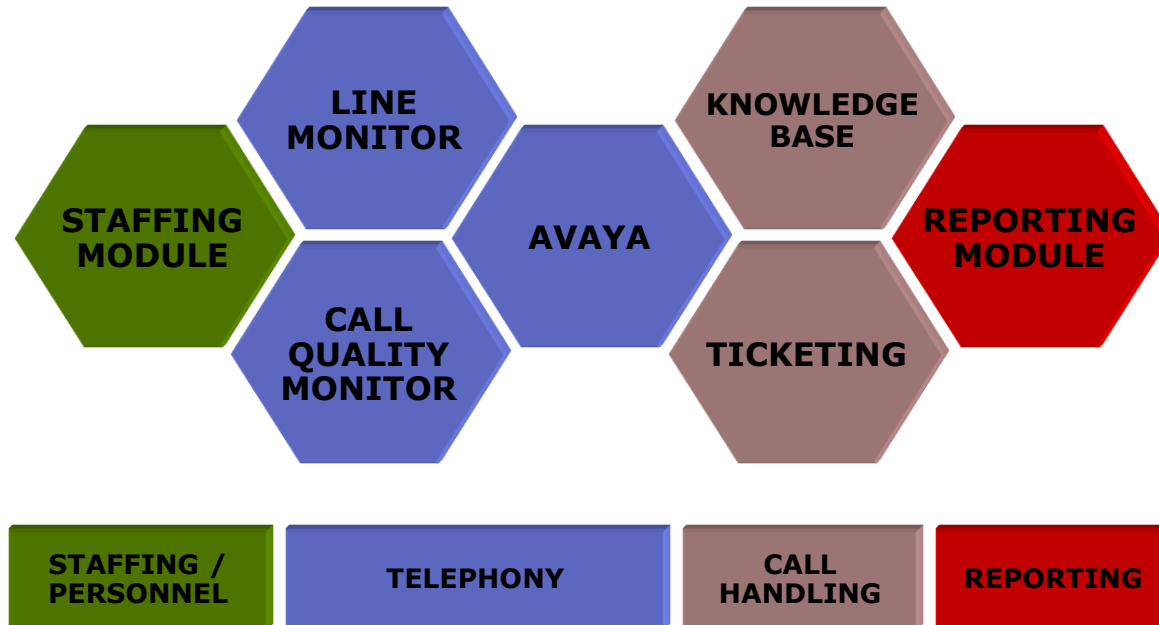 LINE
MONITOR
KNOWLEDGE
BASE
STAFFING
MODULE
AVAYA
REPORTING
MODULE
CALL
QUALITY
MONITOR
TICKETING
STAFFING /
PERSONNEL
TELEPHONY
CALL
HANDLING
REPORTING